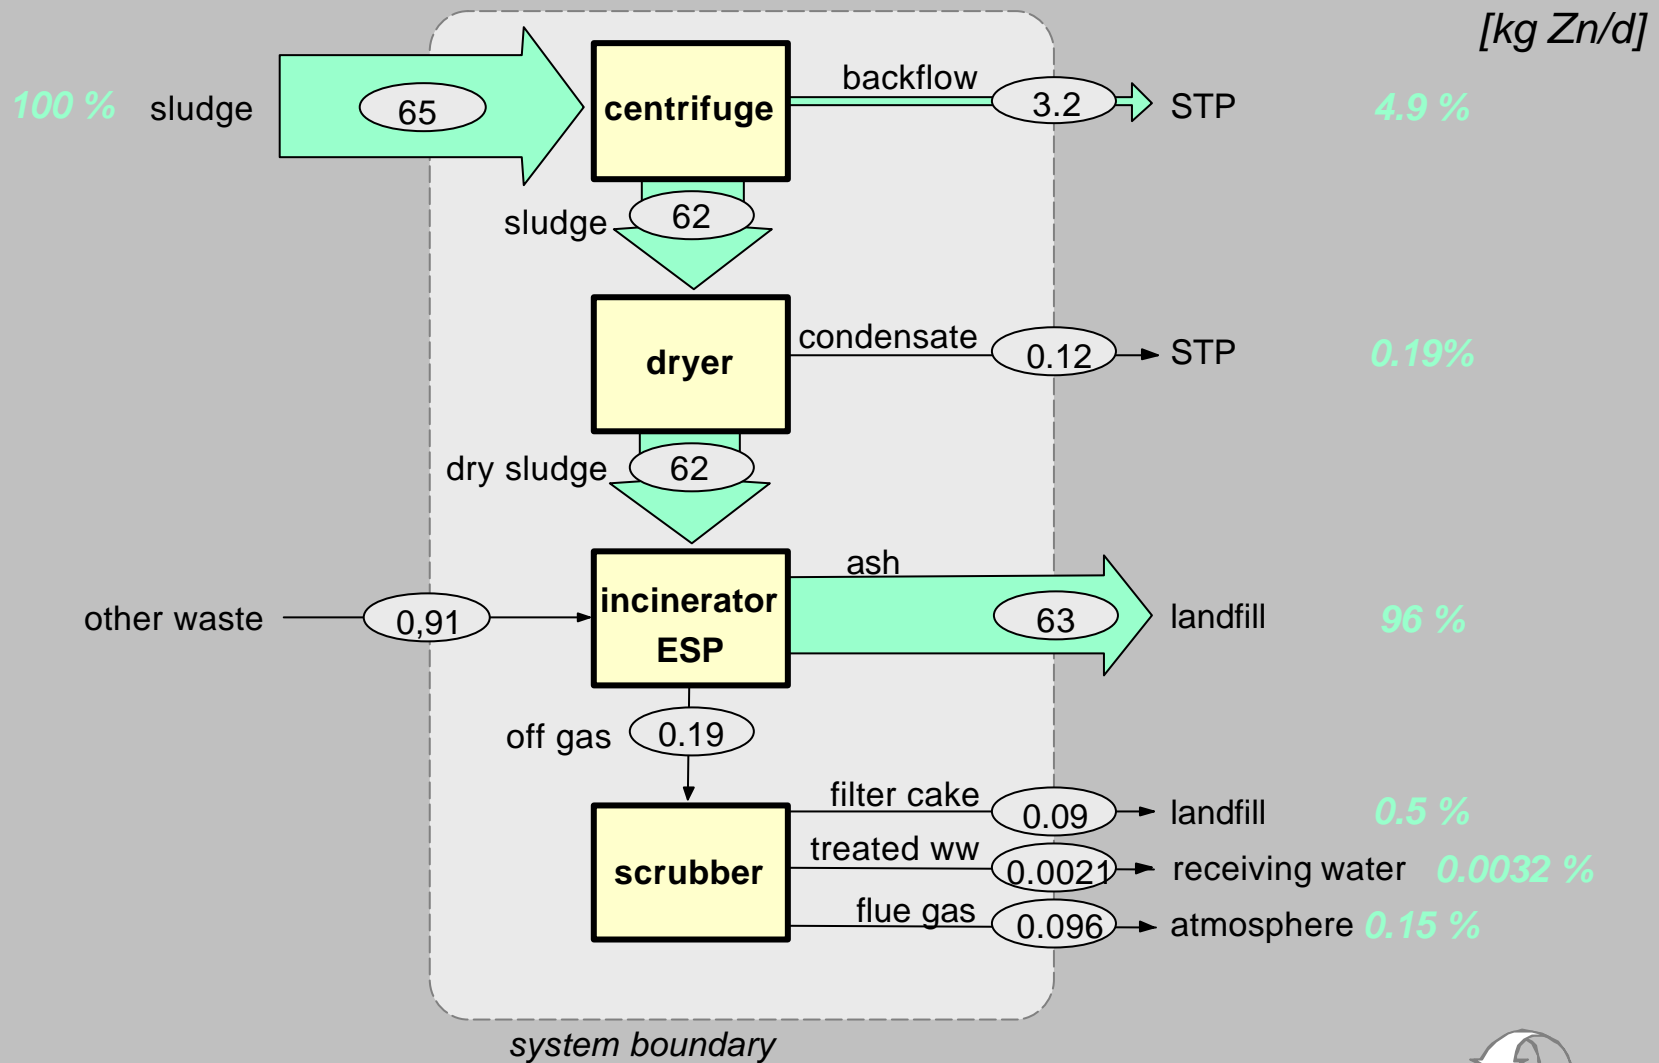 [kg Zn/d]
100 % sludge 65 centrifuge backflow 3.2 STP 4.9 %
sludge 62
dryer condensate 0.12 STP 0.19%
dry sludge 62
other waste 0,91 incinerator ash 63 landfill 96 %
ESP
off gas 0.19
scrubber
filter cake 0.09 landfill 0.5 %
treated ww 0.0021 receiving water 0.0032 %
flue gas 0.096 atmosphere 0.15 %
system boundary